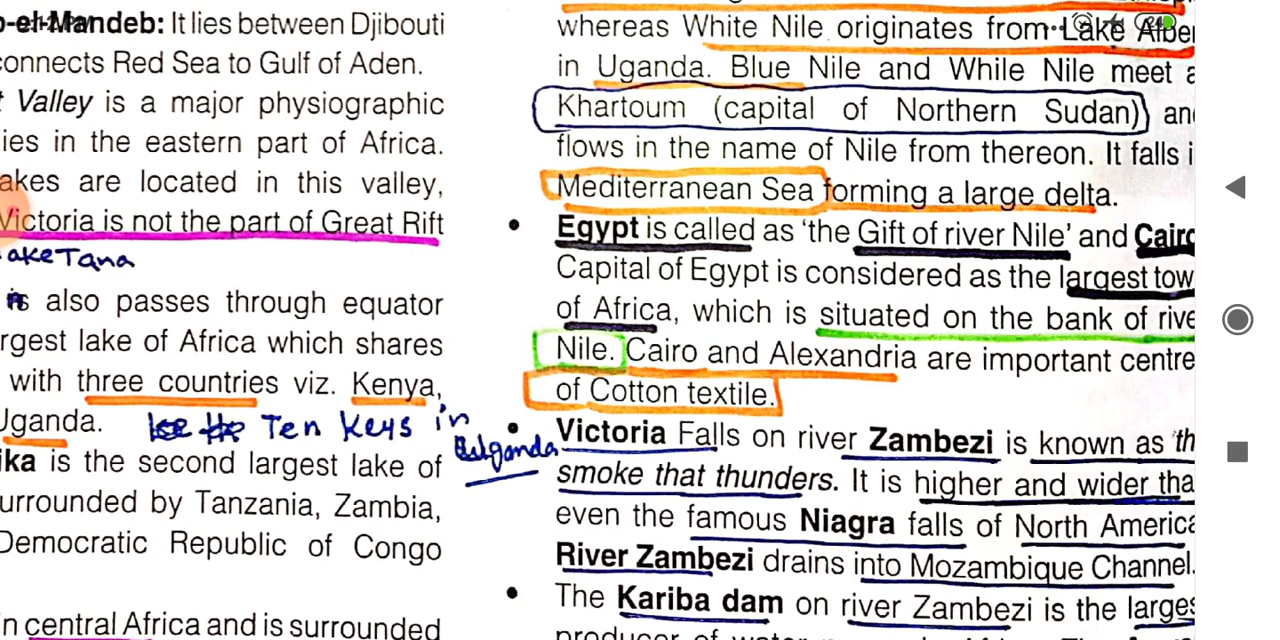 -el-Mandeb: It lies between Djibouti
connects Red Sea to Gulf of Aden.
Valley is a major physiographic
ies in the eastern part of Africa.
akes are located in this valley,
Victoria is not the part of Great Rift
ake Tana
is also passes through equator
rgest lake of Africa which shares
with three countries viz. Kenya,
Uganda. Ten Keys in
ika is the second largest lake of
urrounded by Tanzania, Zambia,
Democratic Republic of Congo
n central Africa and is surrounded
whereas White Nile originates from Lake Alber
in Uganda. Blue Nile and While Nile meet a
Khartoum (capital of Northern Sudan) and
flows in the name of Nile from thereon. It falls i
Mediterranean Sea forming a large delta.
• Egypt is called as ‘the Gift of river Nile’ and Cairo
Capital of Egypt is considered as the largest tow
of Africa, which is situated on the bank of rive
Nile. Cairo and Alexandria are important centre
of Cotton textile.
• Victoria Falls on river Zambezi is known as ‘th
smoke that thunders. It is higher and wider tha
even the famous Niagra falls of North America
River Zambezi drains into Mozambique Channel.
• The Kariba dam on river Zambezi is the larges